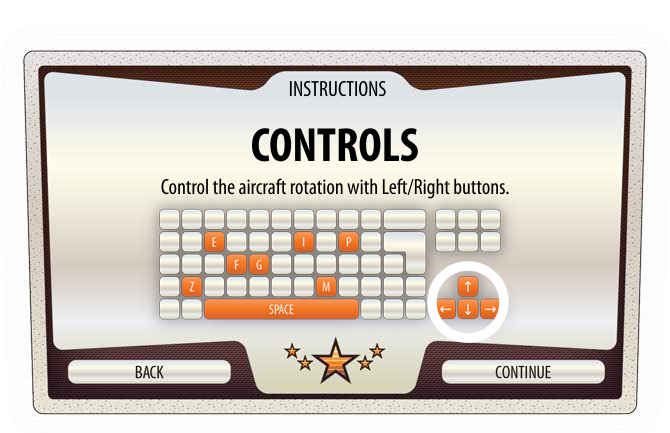 INSTRUCTIONS
CONTROLS
Control the aircraft rotation with Left/Right buttons.
E I P
F G
Z M ↑
SPACE ← ↓ →
BACK CONTINUE